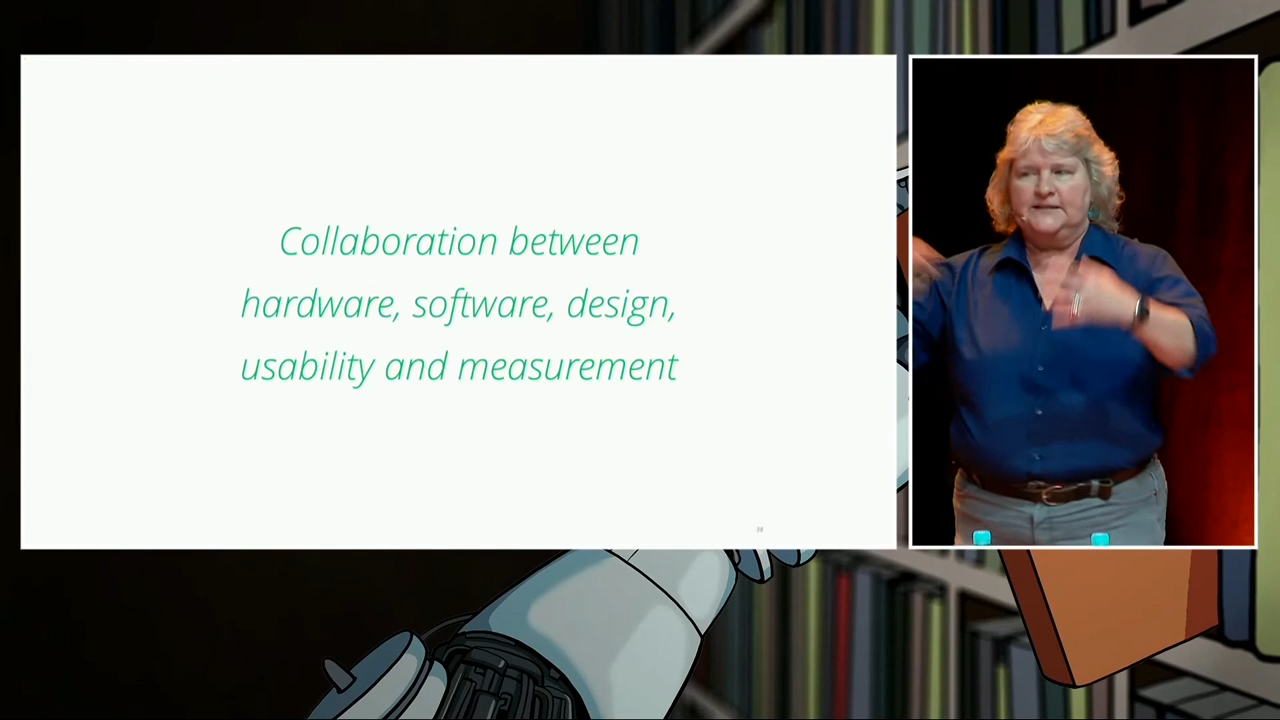 Collaboration between
hardware, software, design,
usability and measurement